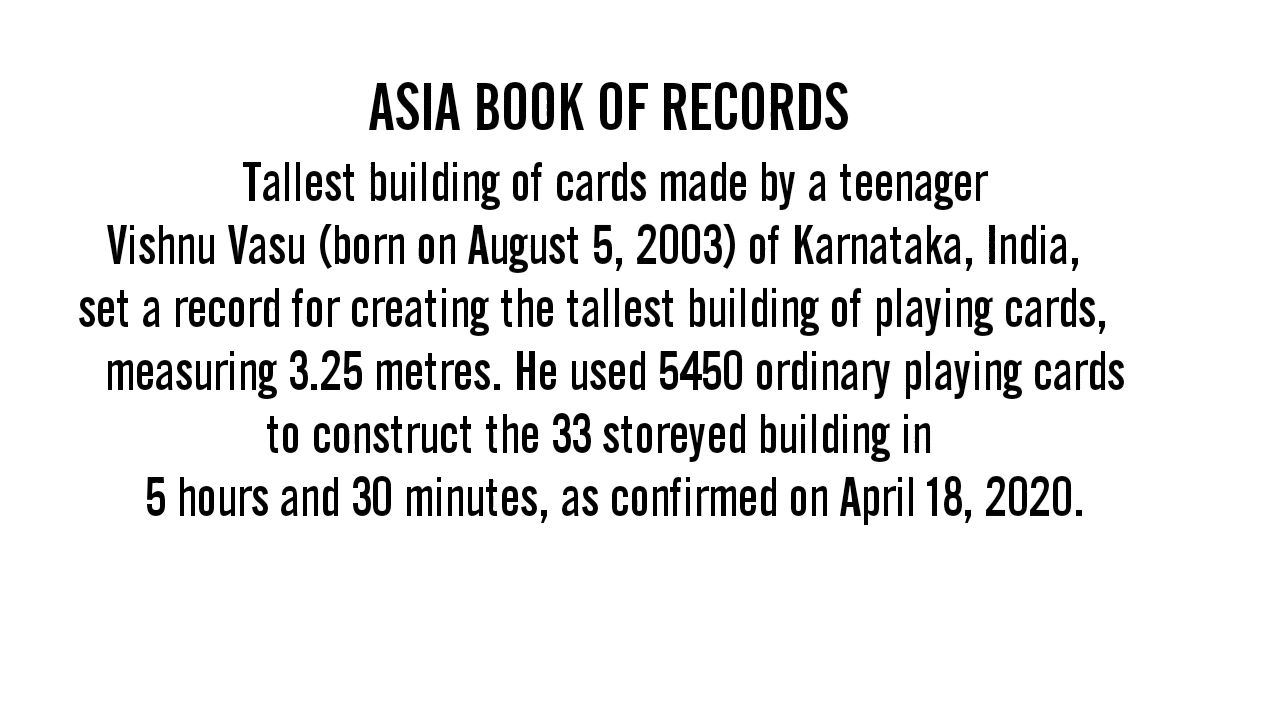 ASIA BOOK OF RECORDS
Tallest building of cards made by a teenager
Vishnu Vasu (born on August 5, 2003) of Karnataka, India,
set a record for creating the tallest building of playing cards,
measuring 3.25 metres. He used 5450 ordinary playing cards
to construct the 33 storeyed building in
5 hours and 30 minutes, as confirmed on April 18, 2020.